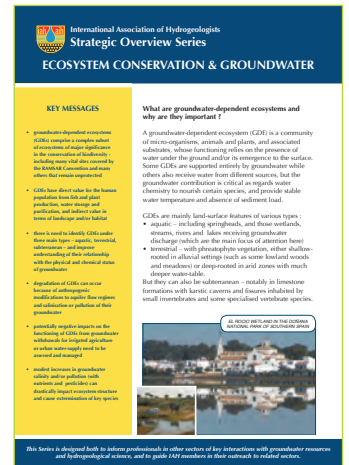 International Association of Hydrogeologists
Strategic Overview Series
ECOSYSTEM CONSERVATION & GROUNDWATER
KEY MESSAGES
• groundwater-dependent ecosystems
(GDEs) comprise a complex subset
of ecosystems of major significance
in the conservation of biodiversity -
including many vital sites covered by
the RAMSAR Convention and many
others that remain unprotected
• GDEs have direct value for the human
population from fish and plant
production, water storage and
purification, and indirect value in
terms of landscape and/or habitat
• there is need to identify GDEs under
three main types – aquatic, terrestrial,
subterranean – and improve
understanding of their relationship
with the physical and chemical status
of groundwater
• degradation of GDEs can occur
because of anthropogenic
modifications to aquifer flow regimes
and salinisation or pollution of their
groundwater
• potentially negative impacts on the
functioning of GDEs from groundwater
withdrawals for irrigated agriculture
or urban water-supply need to be
assessed and managed
• modest increases in groundwater
salinity and/or pollution (with
nutrients and pesticides) can
drastically impact ecosystem structure
and cause extermination of key species
What are groundwater-dependent ecosystems and
why are they important ?
A groundwater-dependent ecosystem (GDE) is a community
of micro-organisms, animals and plants, and associated
substrates, whose functioning relies on the presence of
water under the ground and/or its emergence to the surface.
Some GDEs are supported entirely by groundwater while
others also receive water from different sources, but the
groundwater contribution is critical as regards water
chemistry to nourish certain species, and provide stable
water temperature and absence of sediment load.
GDEs are mainly land-surface features of various types :
• aquatic – including springheads, and those wetlands,
streams, rivers and lakes receiving groundwater
discharge (which are the main focus of attention here)
• terrestrial – with phreatophyte vegetation, either shallow-
rooted in alluvial settings (such as some lowland woods
and meadows) or deep-rooted in arid zones with much
deeper water-table.
But they can also be subterranean – notably in limestone
formations with karstic caverns and fissures inhabited by
small invertebrates and some specialised vertebrate species.
EL ROCIO WETLAND IN THE DOÑANA
NATIONAL PARK OF SOUTHERN SPAIN
This Series is designed both to inform professionals in other sectors of key interactions with groundwater resources
and hydrogeological science, and to guide IAH members in their outreach to related sectors.